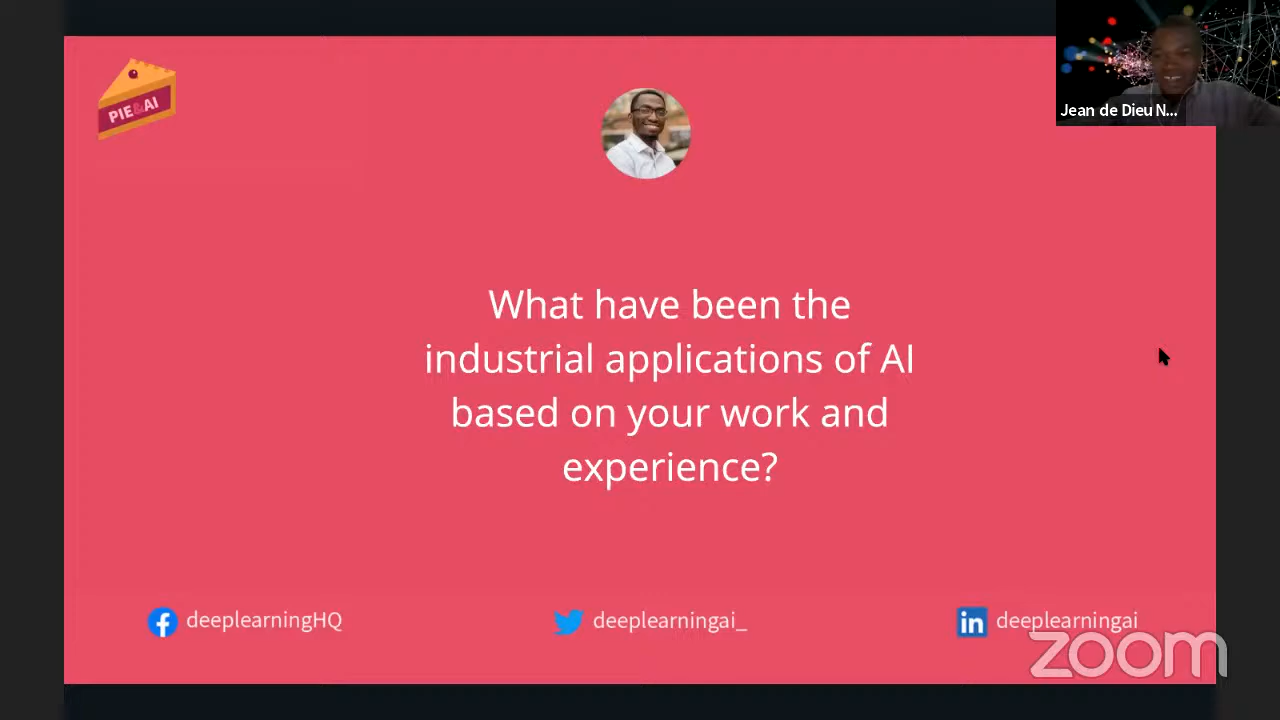 PIE&AI
Jean de Dieu N...
What have been the
industrial applications of AI
based on your work and
experience?
deeplearningHQ
deeplearningai_
deeplearningai
zoom